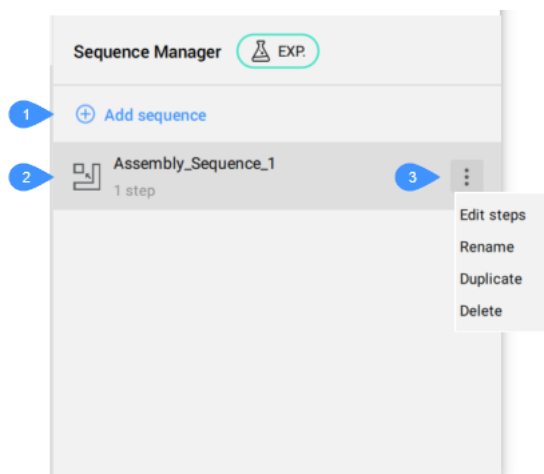 Sequence Manager EXP.
1 Add sequence
2 Assembly_Sequence_1
1 step
3
Edit steps
Rename
Duplicate
Delete